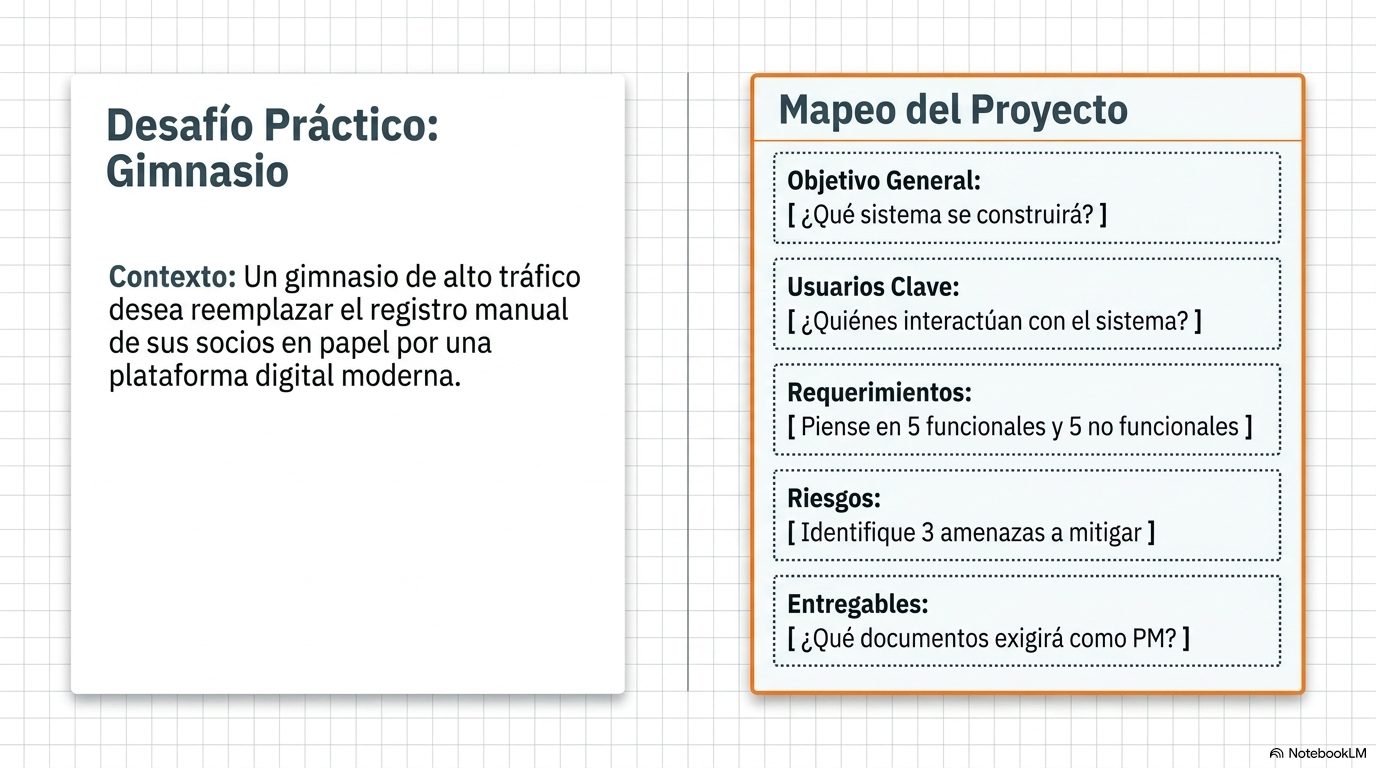 Desafío Práctico:
Gimnasio
Contexto: Un gimnasio de alto tráfico
desea reemplazar el registro manual
de sus socios en papel por una
plataforma digital moderna.
Mapeo del Proyecto
Objetivo General:
[ ¿Qué sistema se construirá? ]
Usuarios Clave:
[ ¿Quiénes interactúan con el sistema? ]
Requerimientos:
[ Piense en 5 funcionales y 5 no funcionales ]
Riesgos:
[ Identifique 3 amenazas a mitigar ]
Entregables:
[ ¿Qué documentos exigirá como PM? ]
NotebookLM